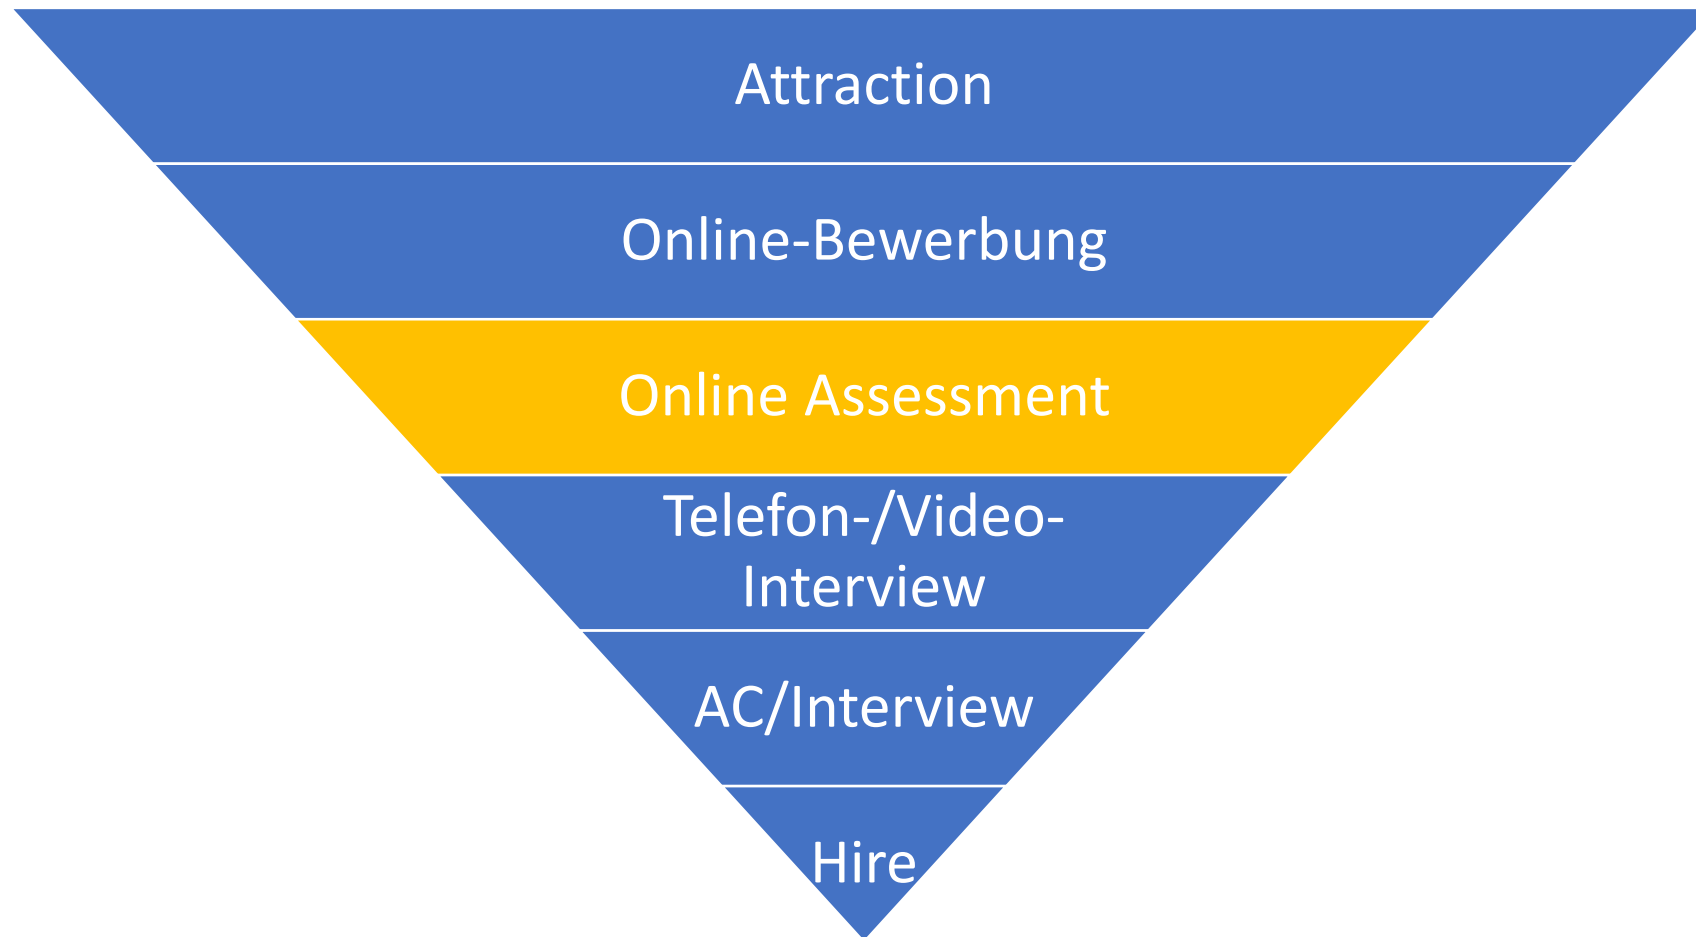 Attraction
Online-Bewerbung
Online Assessment
Telefon-/Video-
Interview
AC/Interview
Hire